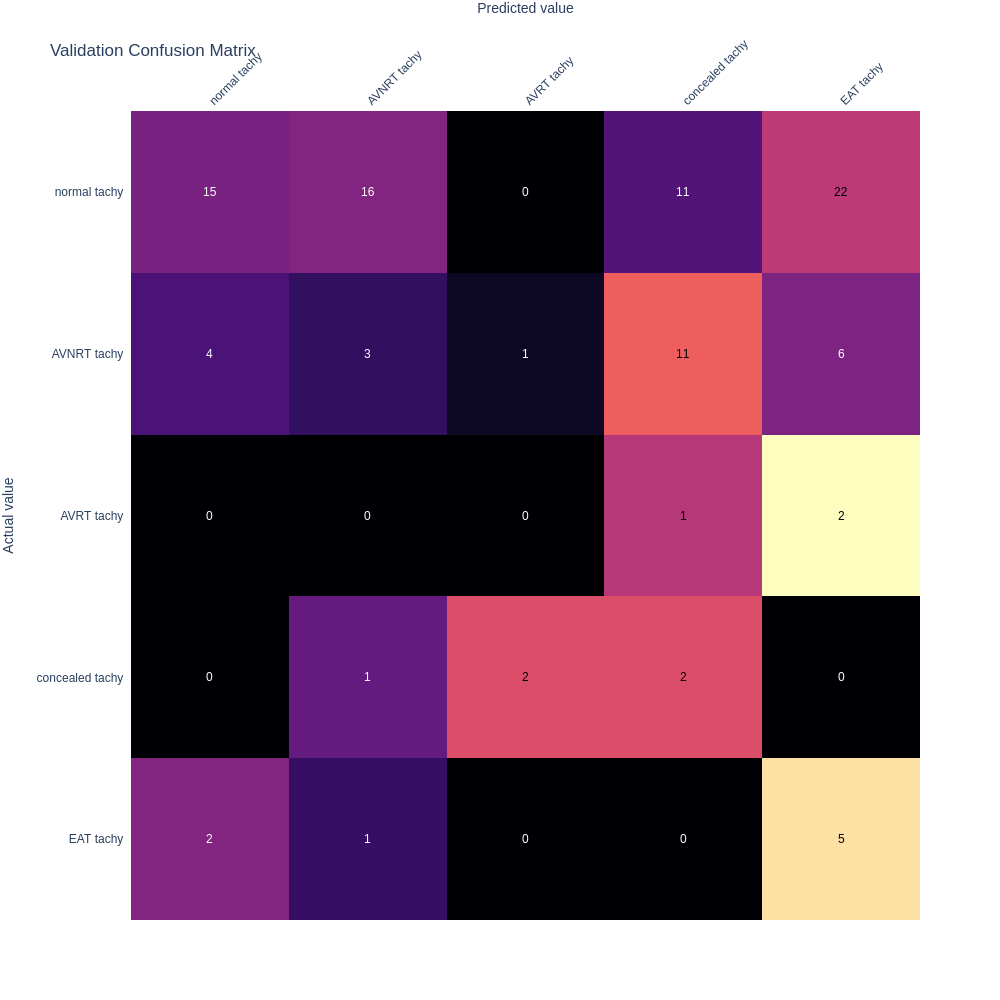 Predicted value
Validation Confusion Matrix
normal tachy AVNRT tachy AVRT tachy concealed tachy EAT tachy
normal tachy 15 16 0 11 22
AVNRT tachy 4 3 1 11 6
AVRT tachy 0 0 0 1 2
concealed tachy 0 1 2 2 0
EAT tachy 2 1 0 0 5
Actual value